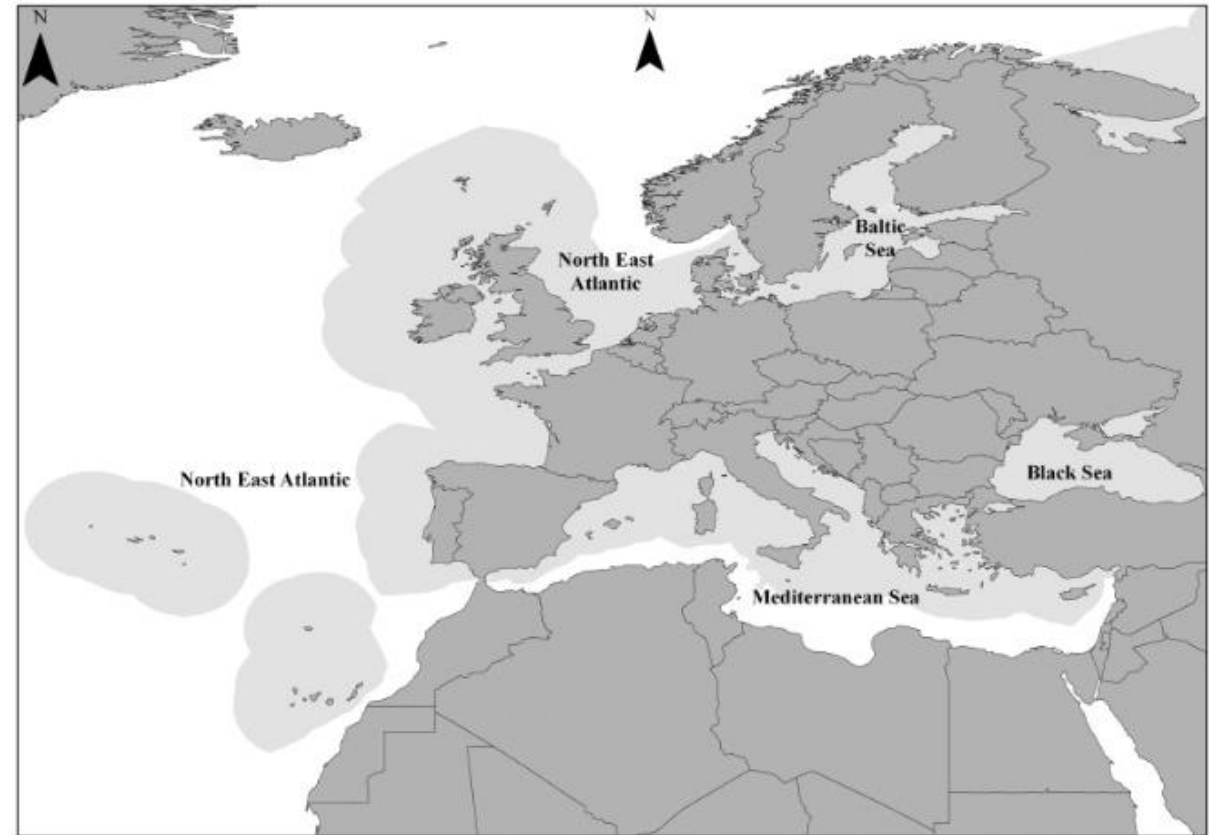 N
N
Baltic
Sea
North East
Atlantic
Black Sea
North East Atlantic
Mediterranean Sea